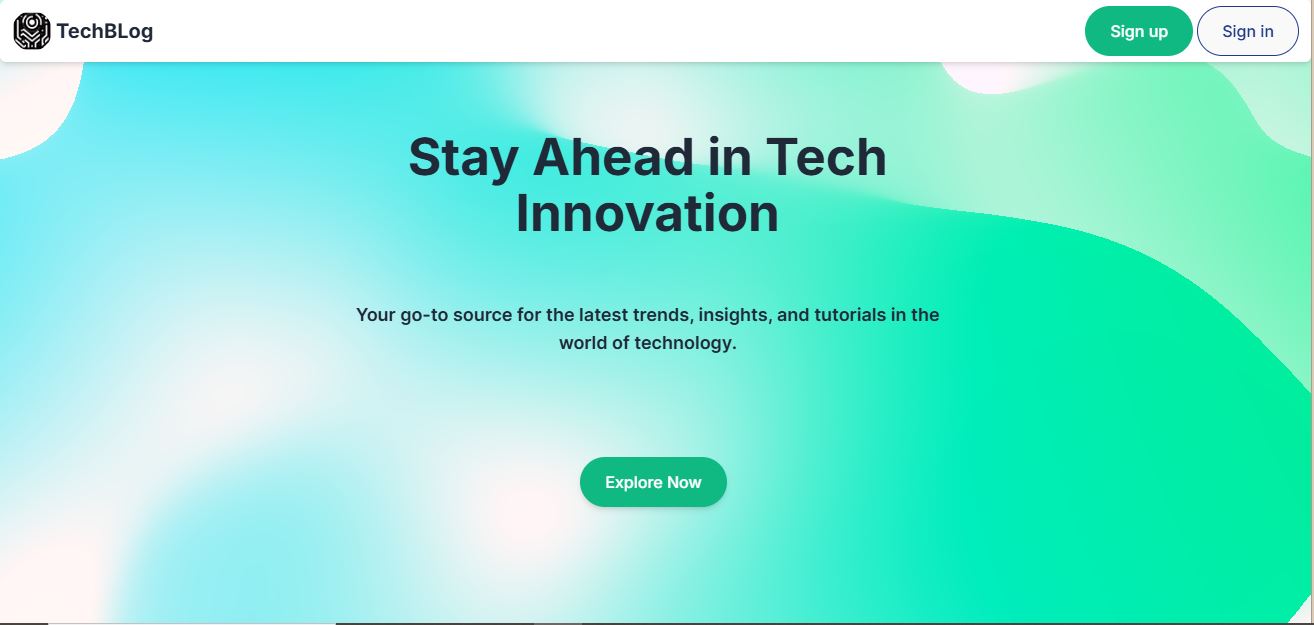 TechBLog
Sign up
Sign in
Stay Ahead in Tech
Innovation
Your go-to source for the latest trends, insights, and tutorials in the
world of technology.
Explore Now